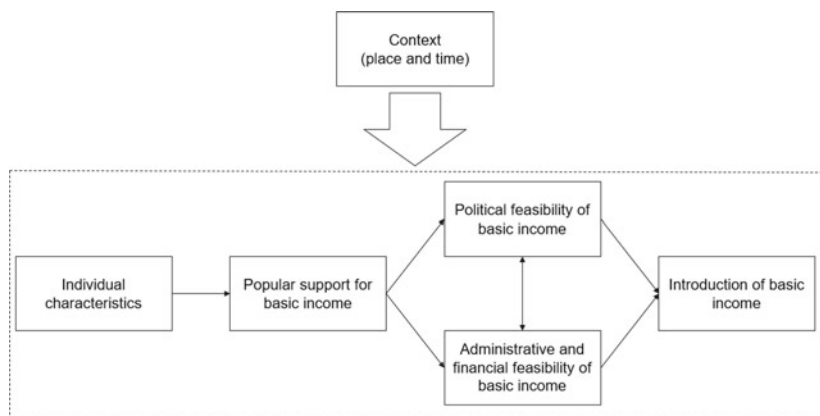 Context
(place and time)
Political feasibility of
basic income
Individual
characteristics
Popular support for
basic income
Introduction of basic
income
Administrative and
financial feasibility of
basic income